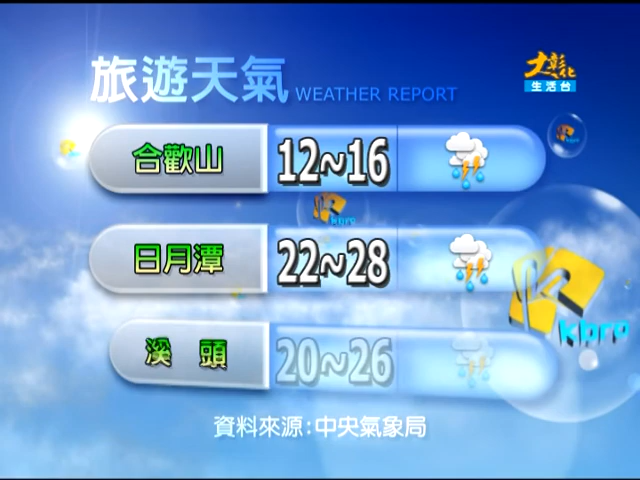 旅遊天氣 WEATHER REPORT
大彰化
生活台
合歡山 12~16
日月潭 22~28
溪頭 20~26
kbro
資料來源:中央氣象局